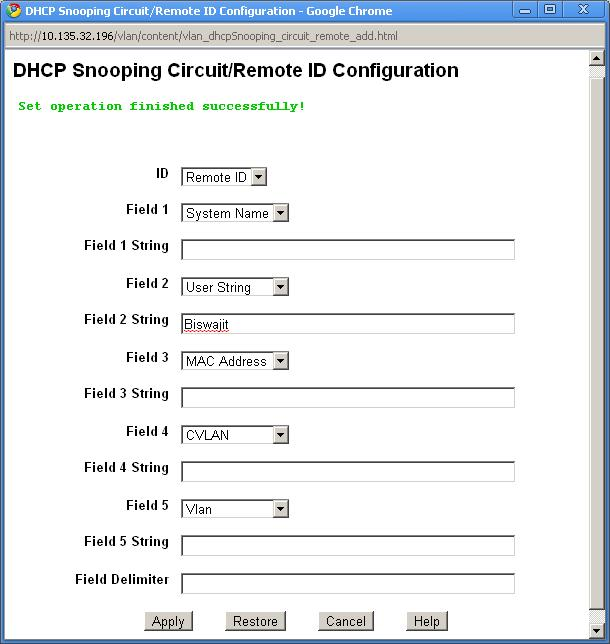 DHCP Snooping Circuit/Remote ID Configuration - Google Chrome
http://10.135.32.196/vlan/content/vlan_dhcpSnooping_circuit_remote_add.html
DHCP Snooping Circuit/Remote ID Configuration
Set operation finished successfully!
ID Remote ID
Field 1 System Name
Field 1 String
Field 2 User String
Field 2 String Biswajit
Field 3 MAC Address
Field 3 String
Field 4 CVLAN
Field 4 String
Field 5 Vlan
Field 5 String
Field Delimiter
Apply Restore Cancel Help